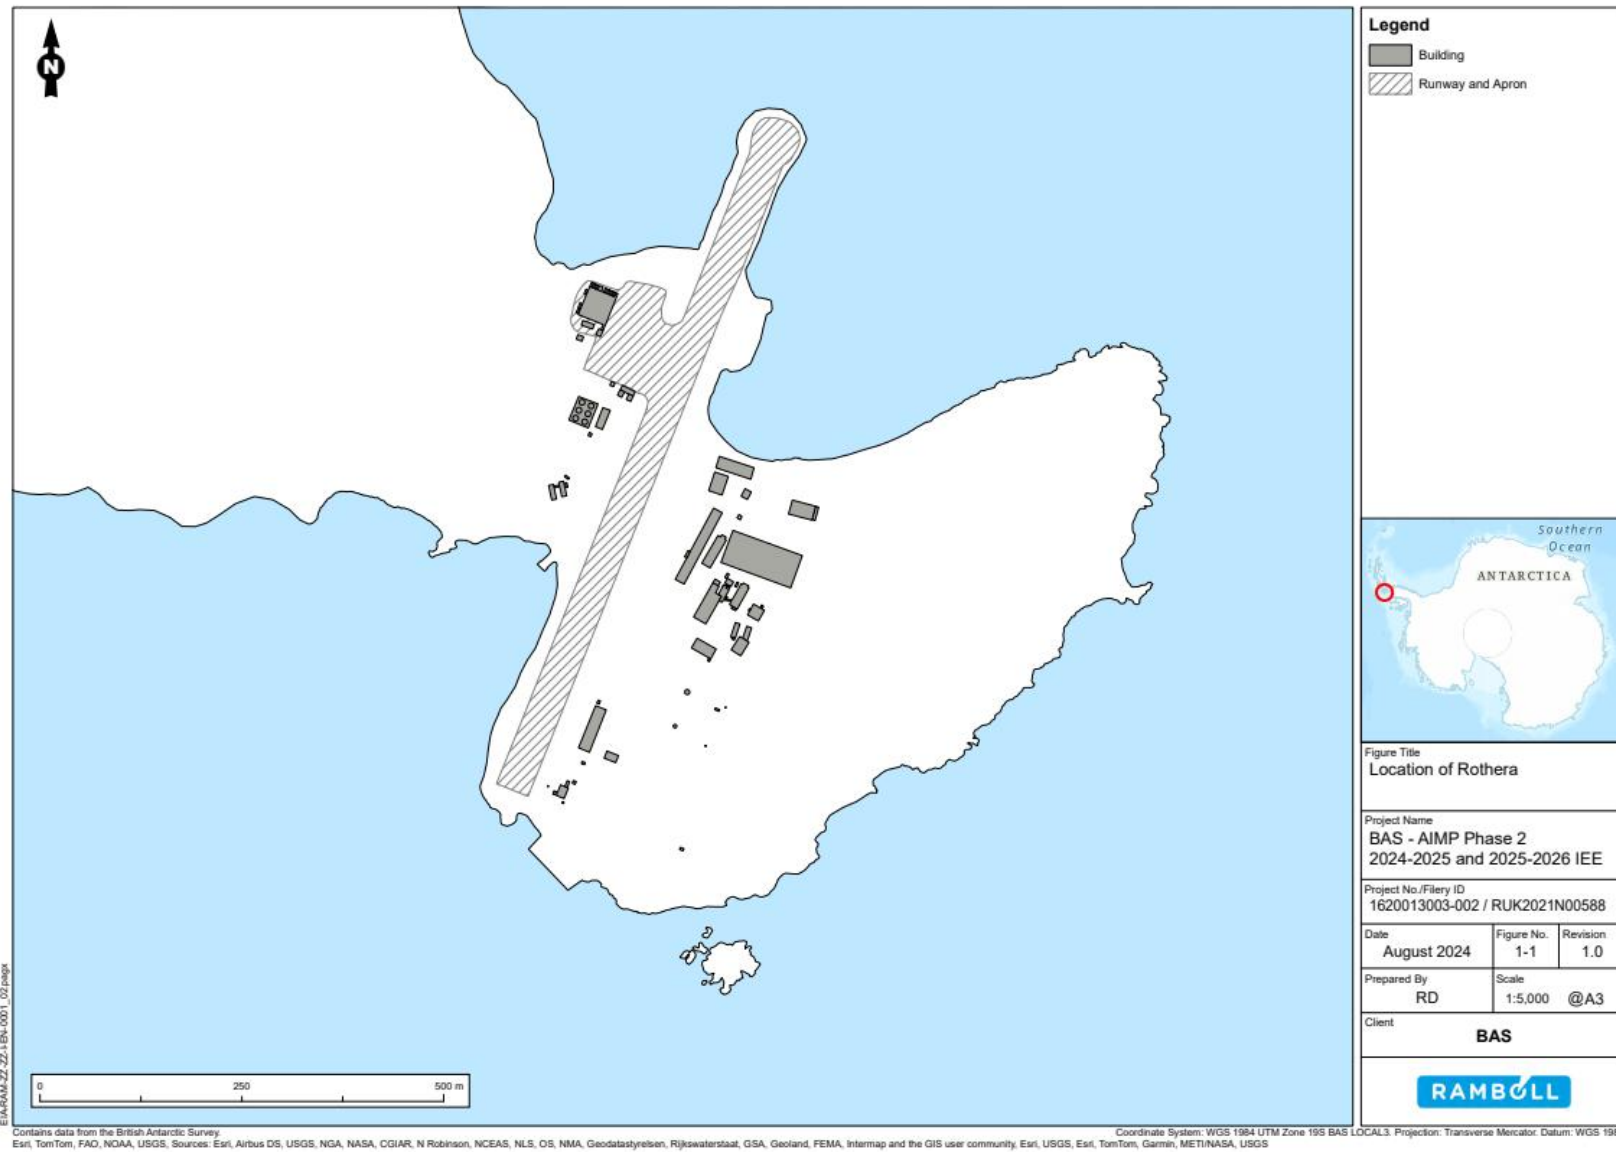 N
Legend
Building
Runway and Apron
Southern
Ocean
ANTARCTICA
Figure Title
Location of Rothera
Project Name
BAS - AIMP Phase 2
2024-2025 and 2025-2026 IEE
Project No./Filery ID
1620013003-002 / RUK2021N00588
Date
August 2024
Figure No.
1-1
Revision
1.0
Prepared By
RD
Scale
1:5,000 @A3
Client
BAS
RAMBOLL
0 250 500 m
Contains data from the British Antarctic Survey.
Coordinate System: WGS 1984 UTM Zone 19S BAS LOCAL3. Projection: Transverse Mercator. Datum: WGS
Esri, TomTom, FAO, NOAA, USGS, Sources: Esri, Airbus DS, USGS, NGA, NASA, CGIAR, N Robinson, NCEAS, NLS, OS, NMA, Geodatastyrelsen, Rijkswaterstaat, GSA, Geoland, FEMA, Intermap and the GIS user community, Esri, USGS, Esri, TomTom, Garmin, METI/NASA, USGS